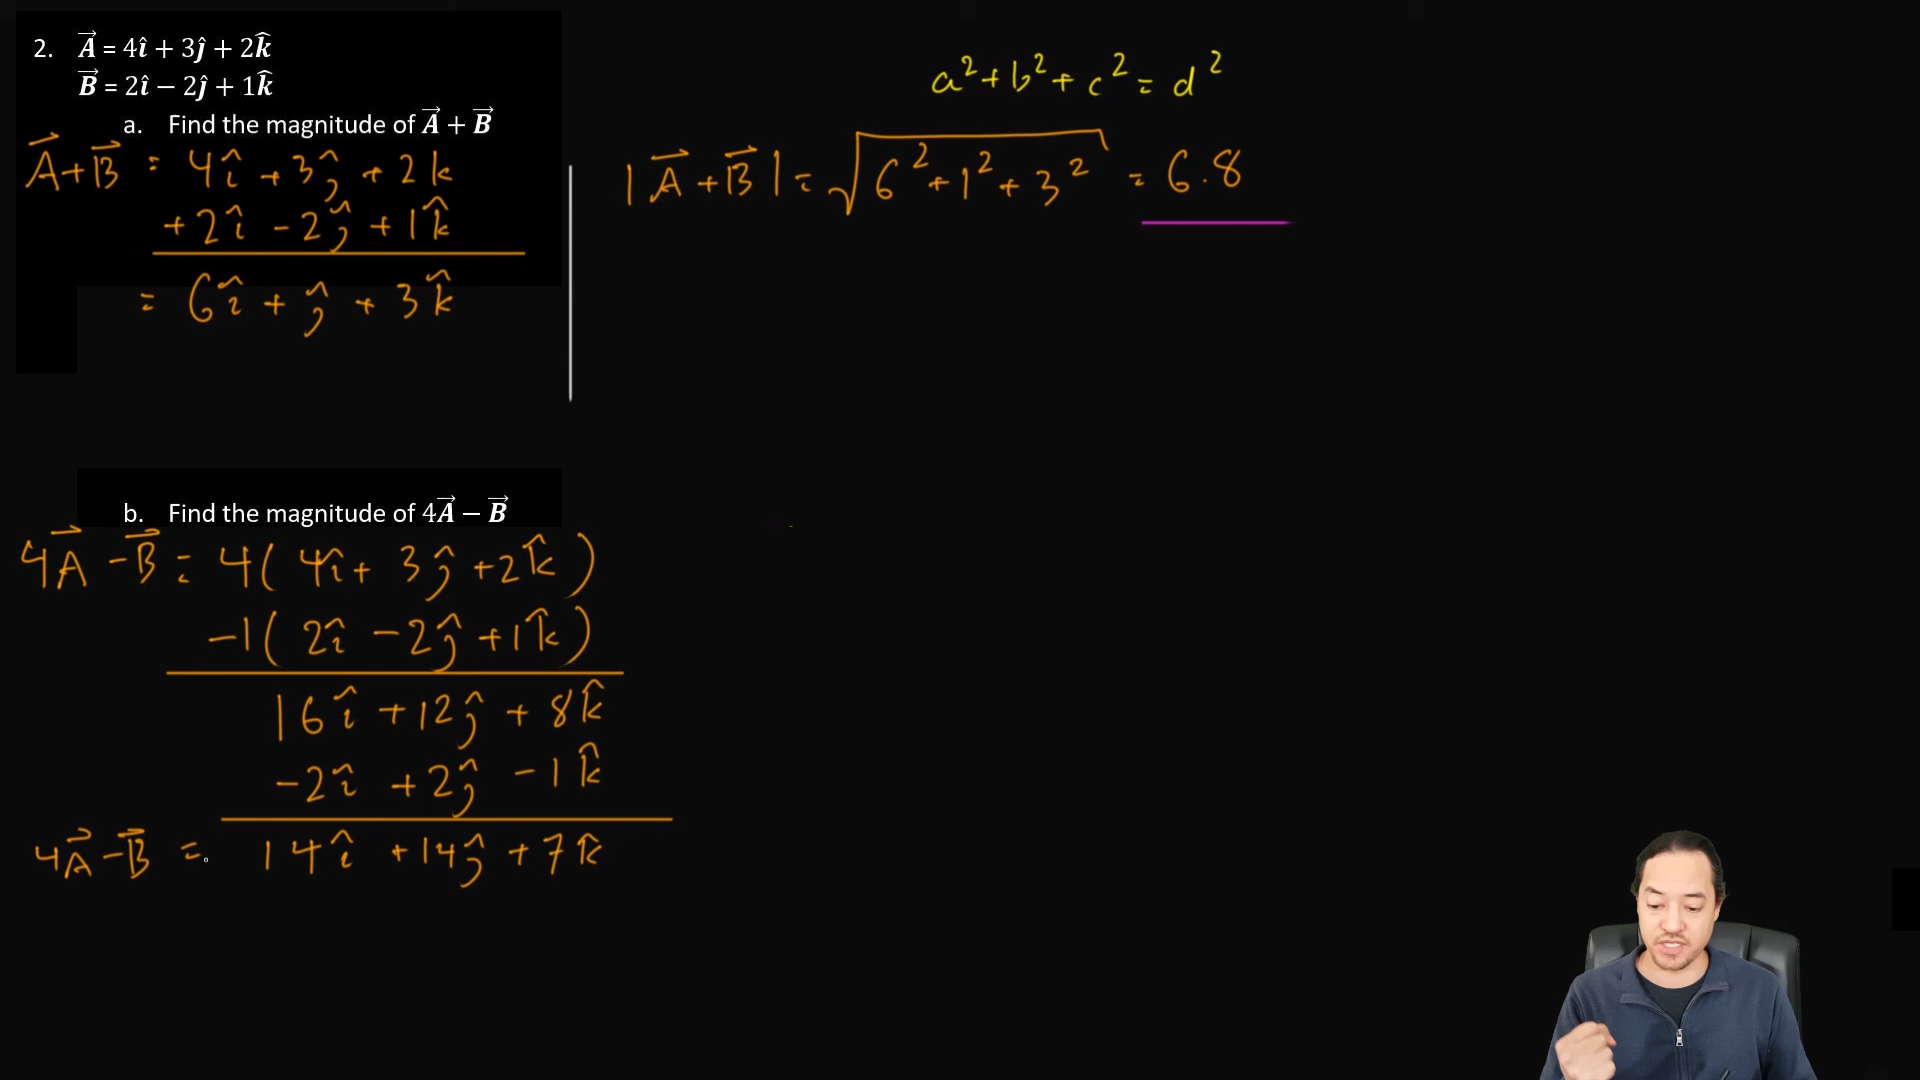 2. A⃗ = 4î + 3ĵ + 2k̂
B⃗ = 2î − 2ĵ + 1k̂
a. Find the magnitude of A⃗ + B⃗
A⃗+B⃗ = 4î + 3ĵ + 2k
+2î - 2ĵ + 1k̂
= 6î + ĵ + 3k̂
a² + b² + c² = d²
|A⃗+B⃗| = √(6² + 1² + 3²) = 6.8
b. Find the magnitude of 4A⃗ − B⃗
4A⃗ - B⃗ = 4( 4î + 3ĵ + 2k̂ )
-1( 2î - 2ĵ + 1k̂ )
16î + 12ĵ + 8k̂
-2î + 2ĵ - 1k̂
4A⃗ - B⃗ = 14î + 14ĵ + 7k̂